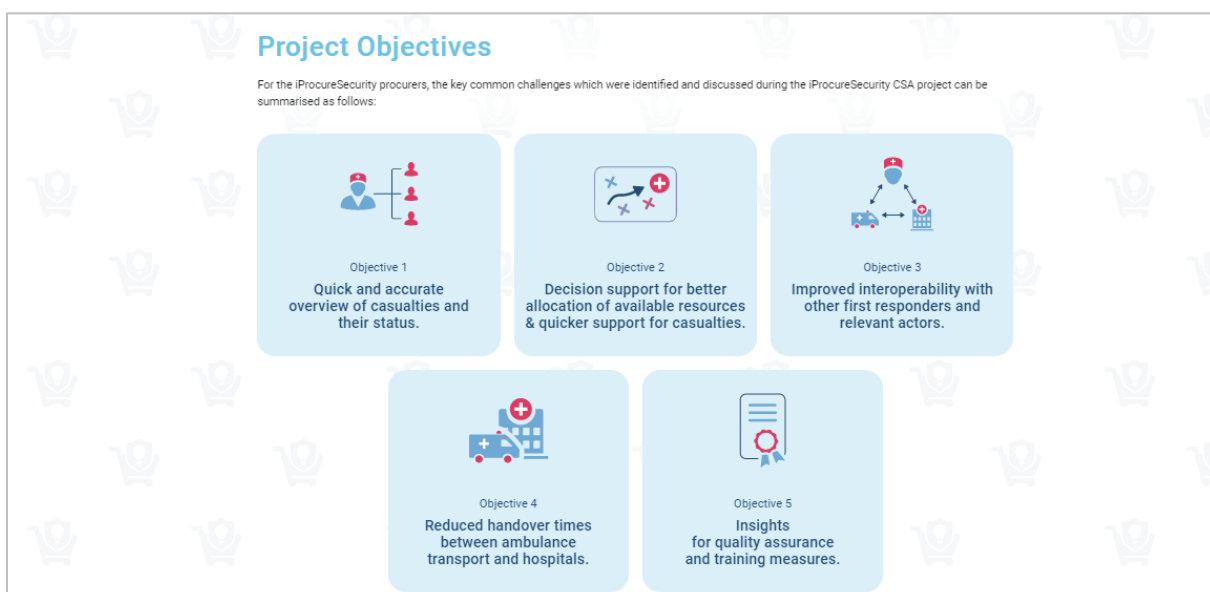 Project Objectives
For the iProcureSecurity procurers, the key common challenges which were identified and discussed during the iProcureSecurity CSA project can be
summarised as follows:
Objective 1
Quick and accurate
overview of casualties and
their status.
Objective 2
Decision support for better
allocation of available resources
& quicker support for casualties.
Objective 3
Improved interoperability with
other first responders and
relevant actors.
Objective 4
Reduced handover times
between ambulance
transport and hospitals.
Objective 5
Insights
for quality assurance
and training measures.